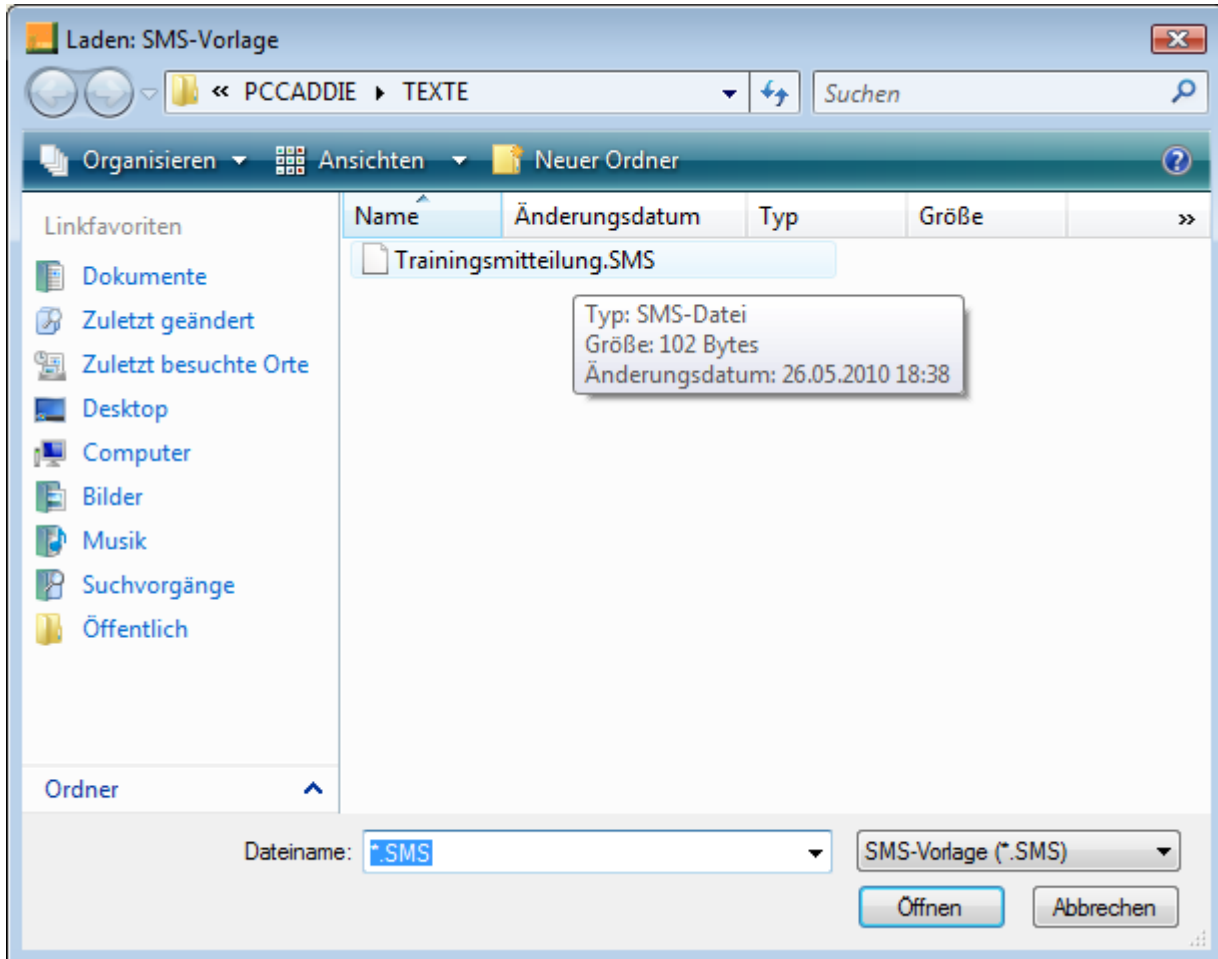 Laden: SMS-Vorlage
« PCCADDIE ▸ TEXTE
Suchen
Organisieren Ansichten Neuer Ordner
Linkfavoriten
Name Änderungsdatum Typ Größe »
Trainingsmitteilung.SMS
Dokumente
Zuletzt geändert
Zuletzt besuchte Orte
Desktop
Computer
Bilder
Musik
Suchvorgänge
Öffentlich
Typ: SMS-Datei
Größe: 102 Bytes
Änderungsdatum: 26.05.2010 18:38
Ordner
Dateiname: *.SMS SMS-Vorlage (*.SMS)
Öffnen Abbrechen